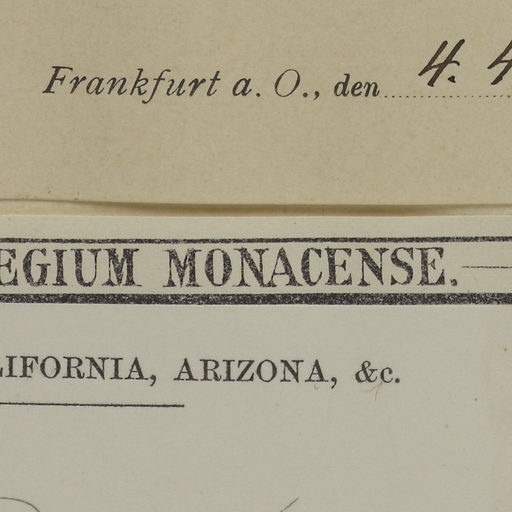 Frankfurt a. O., den 4. 4
EGIUM MONACENSE.
LIFORNIA, ARIZONA, &c.